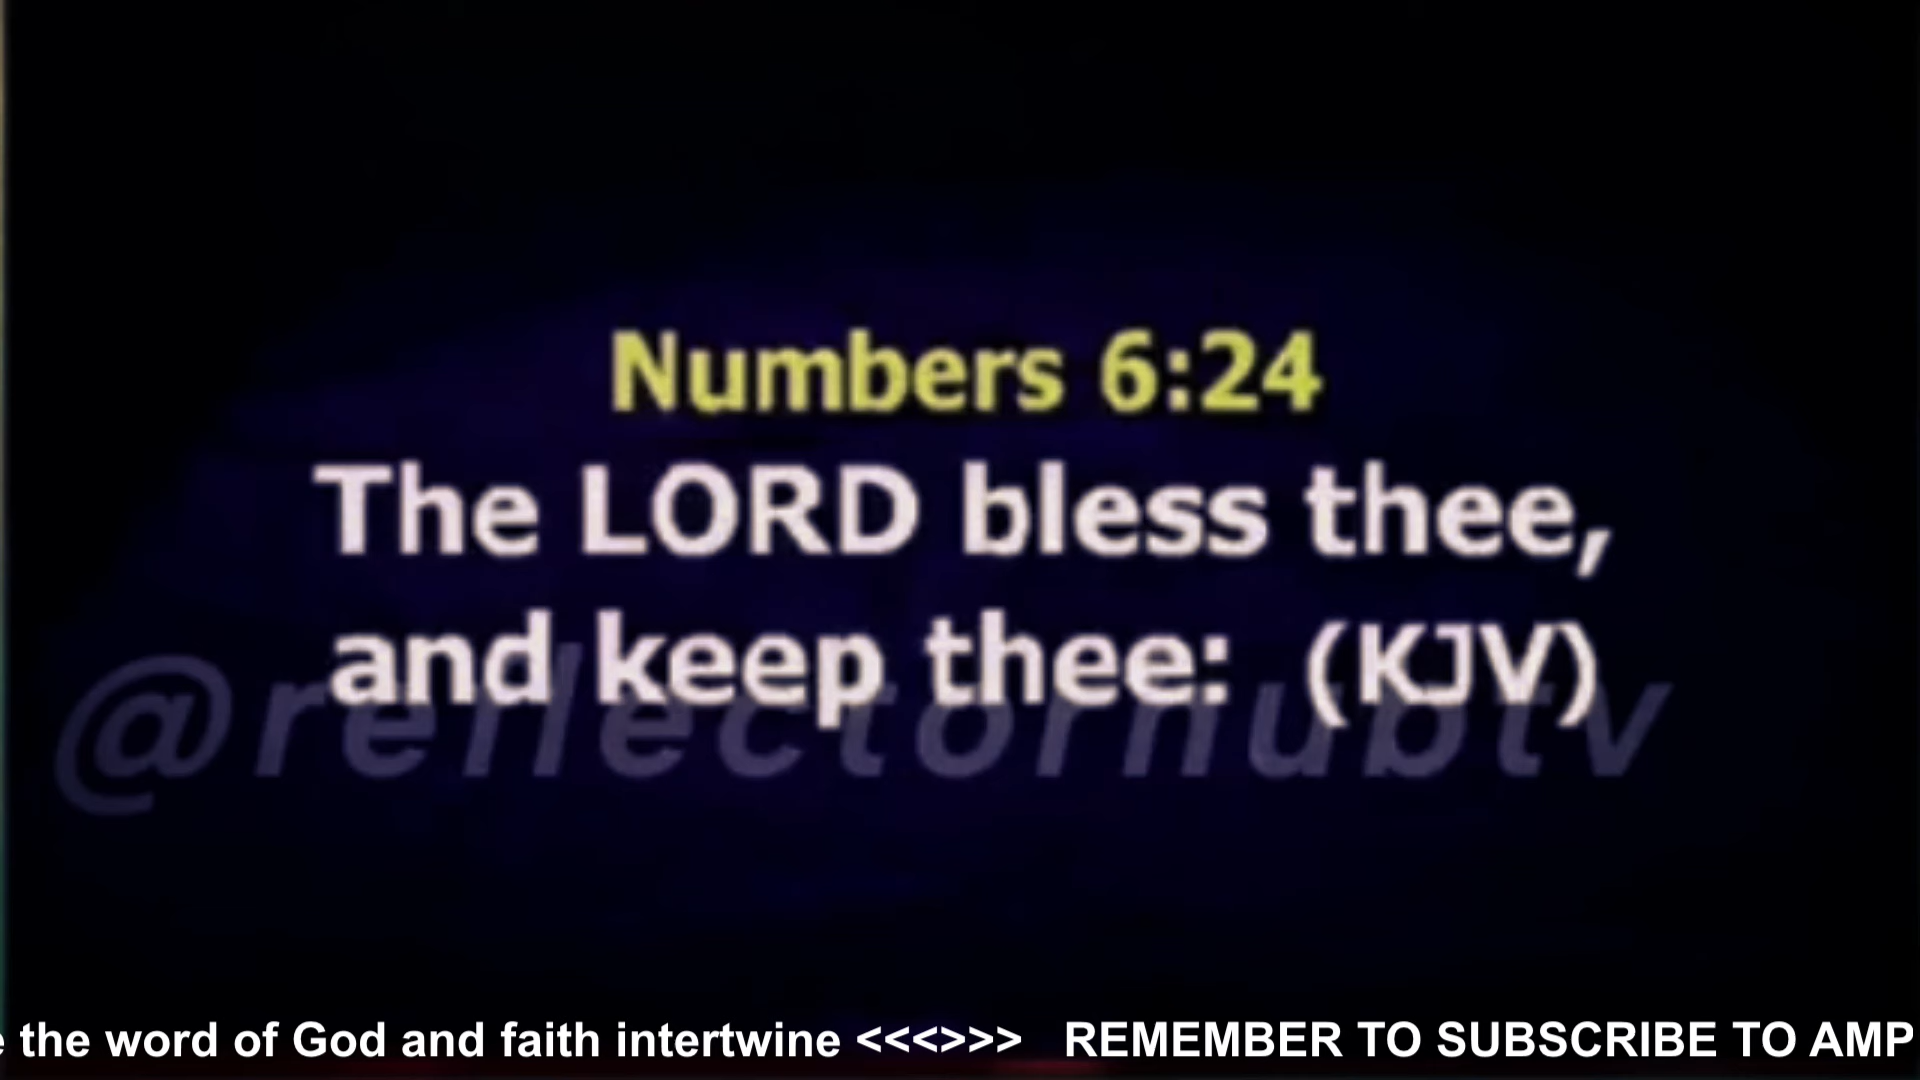 Numbers 6:24
The LORD bless thee,
and keep thee: (KJV)
@reflectorhubtv
the word of God and faith intertwine <<<>>> REMEMBER TO SUBSCRIBE TO AMP